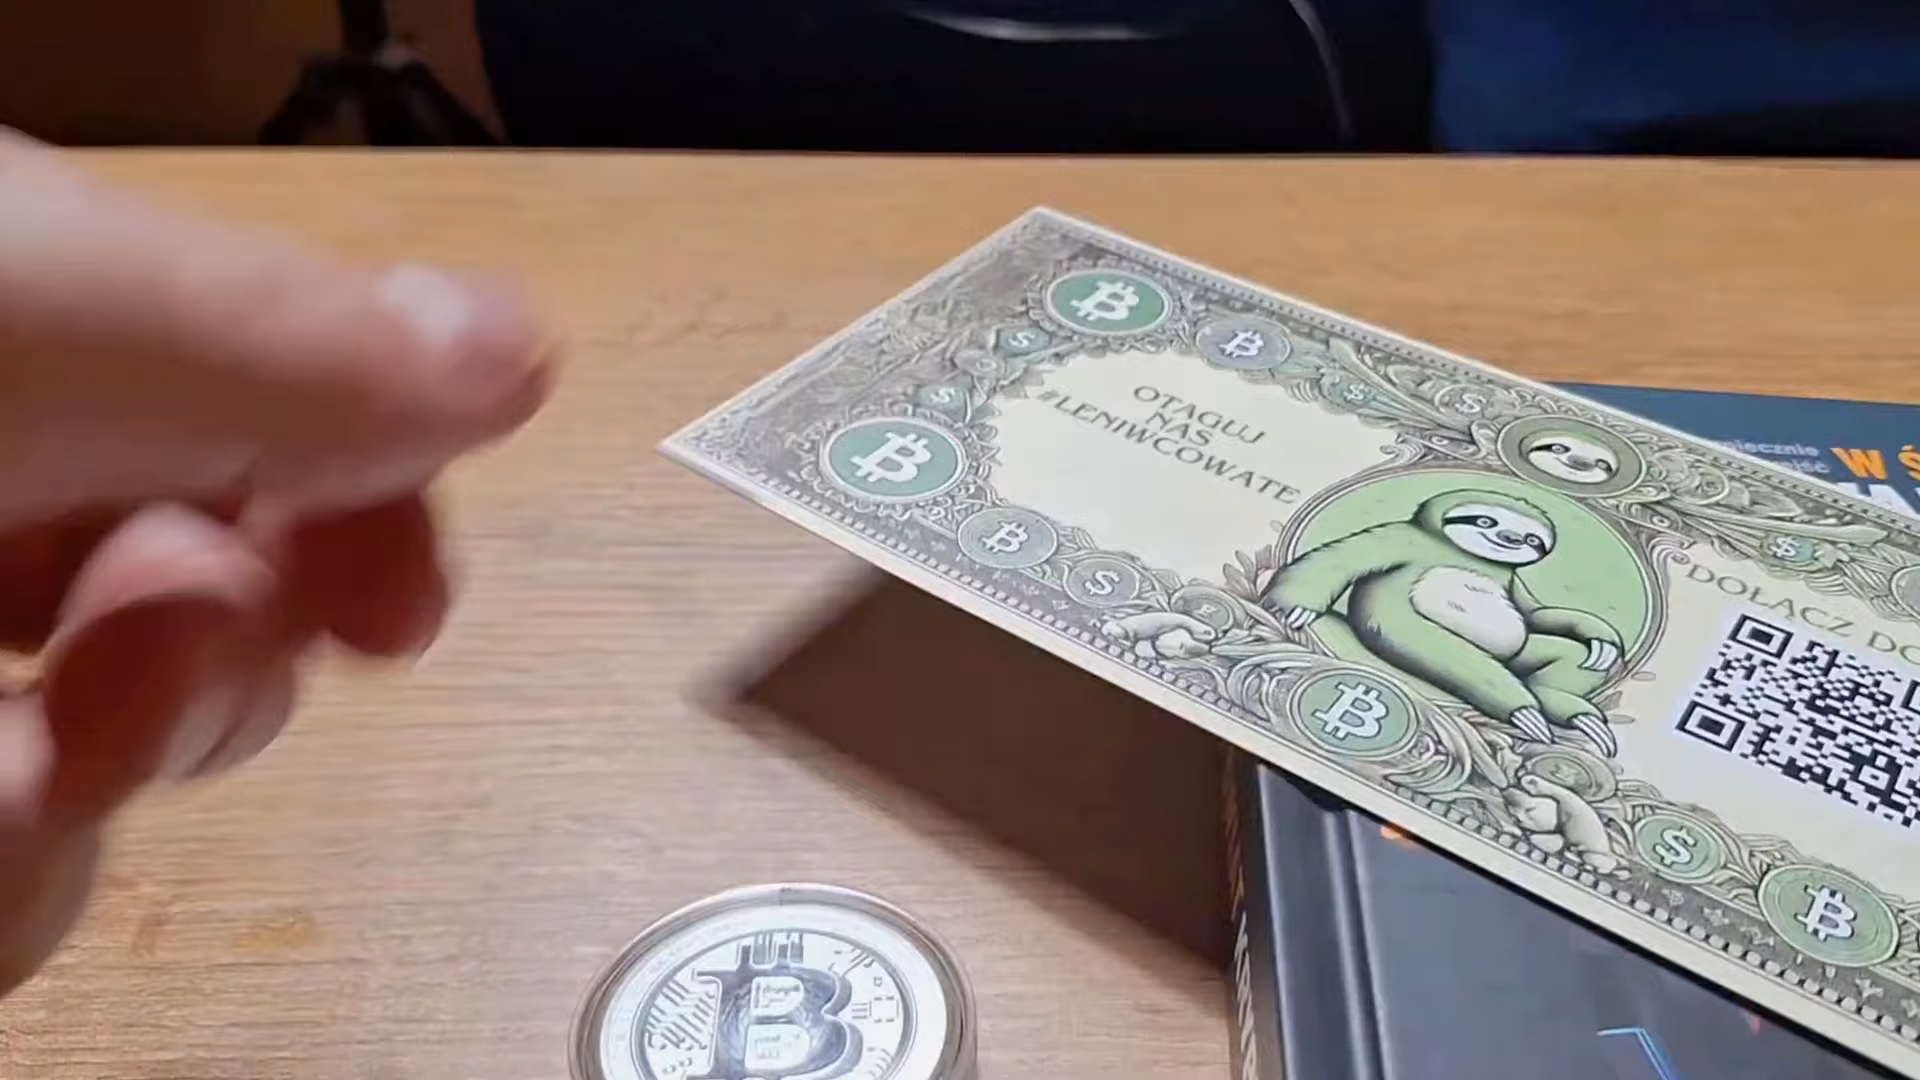 OTAGUJ
NAS
#LENIWCOWATE
DOŁĄCZ DO
W Ś